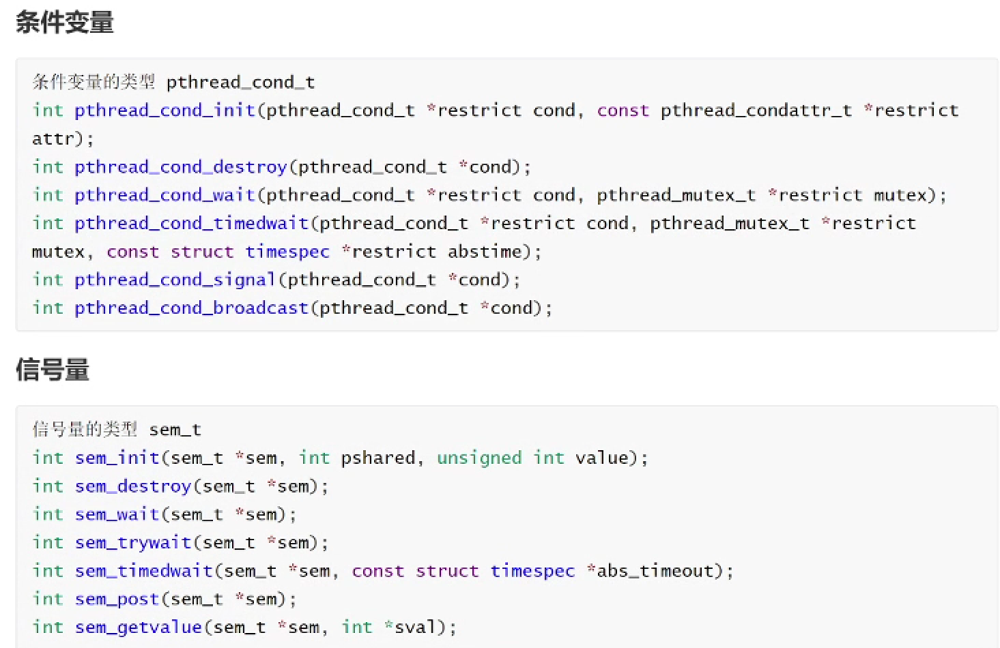 条件变量
条件变量的类型 pthread_cond_t
int pthread_cond_init(pthread_cond_t *restrict cond, const pthread_condattr_t *restrict
attr);
int pthread_cond_destroy(pthread_cond_t *cond);
int pthread_cond_wait(pthread_cond_t *restrict cond, pthread_mutex_t *restrict mutex);
int pthread_cond_timedwait(pthread_cond_t *restrict cond, pthread_mutex_t *restrict
mutex, const struct timespec *restrict abstime);
int pthread_cond_signal(pthread_cond_t *cond);
int pthread_cond_broadcast(pthread_cond_t *cond);
信号量
信号量的类型 sem_t
int sem_init(sem_t *sem, int pshared, unsigned int value);
int sem_destroy(sem_t *sem);
int sem_wait(sem_t *sem);
int sem_trywait(sem_t *sem);
int sem_timedwait(sem_t *sem, const struct timespec *abs_timeout);
int sem_post(sem_t *sem);
int sem_getvalue(sem_t *sem, int *sval);